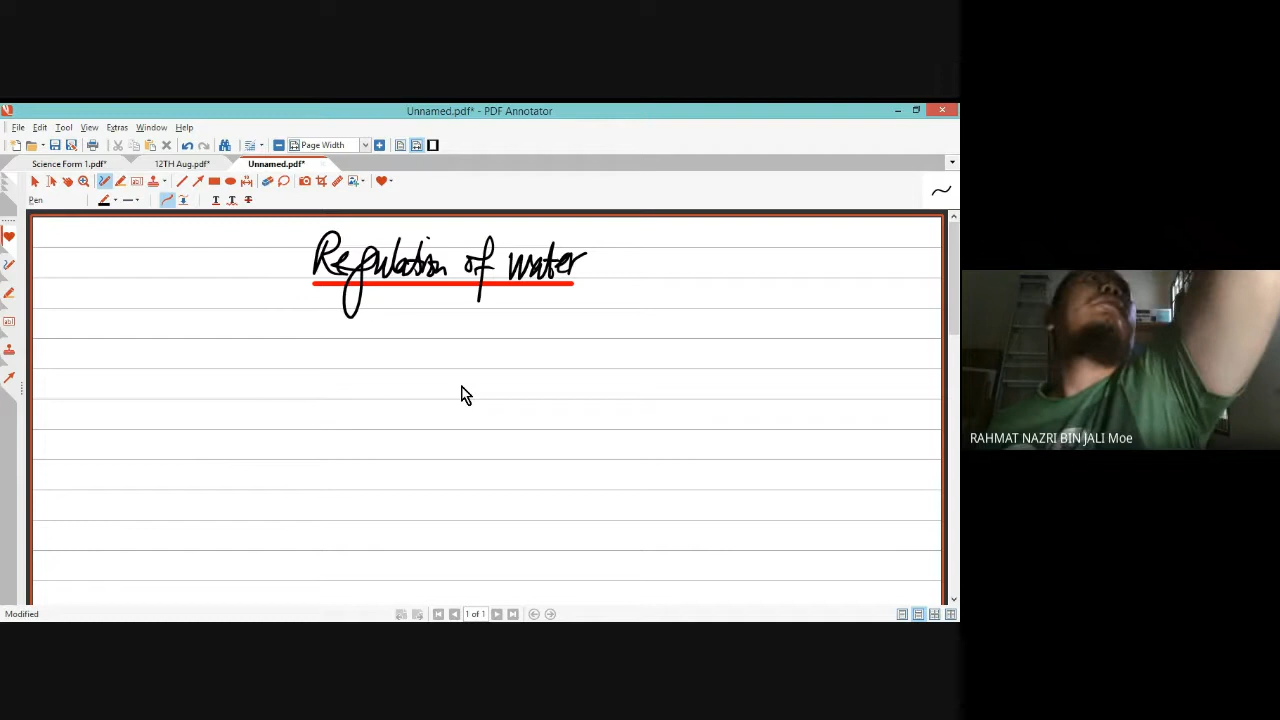 Unnamed.pdf* - PDF Annotator
File Edit Tool View Extras Window Help
Page Width
Science Form 1.pdf* 12TH Aug.pdf* Unnamed.pdf*
Pen
Regulation of water
RAHMAT NAZRI BIN JALI Moe
Modified
1 of 1